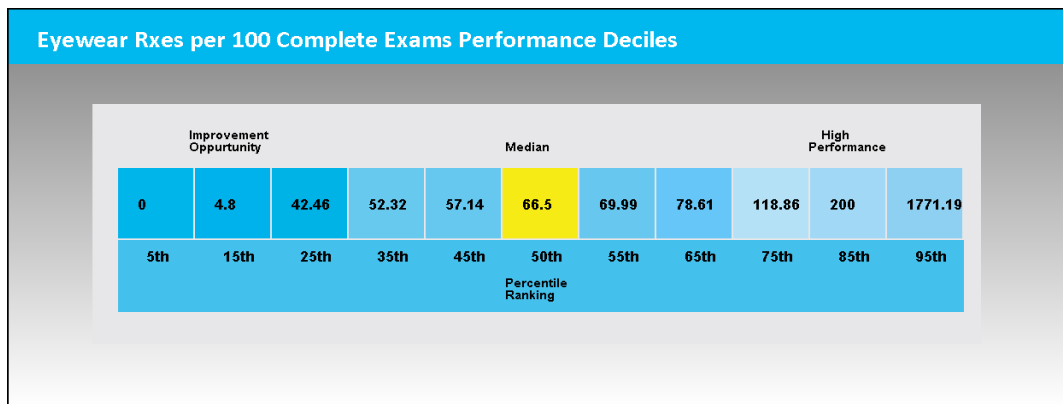 Eyewear Rxes per 100 Complete Exams Performance Deciles
Improvement
Oppurtunity
Median
High
Performance
0 4.8 42.46 52.32 57.14 66.5 69.99 78.61 118.86 200 1771.19
5th 15th 25th 35th 45th 50th 55th 65th 75th 85th 95th
Percentile
Ranking